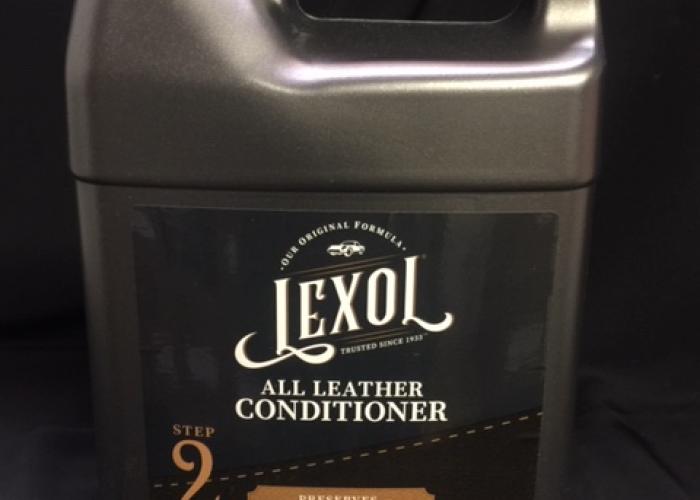 OUR ORIGINAL FORMULA
LEXOL
TRUSTED SINCE 1933
ALL LEATHER
CONDITIONER
STEP
2
PRESERVES